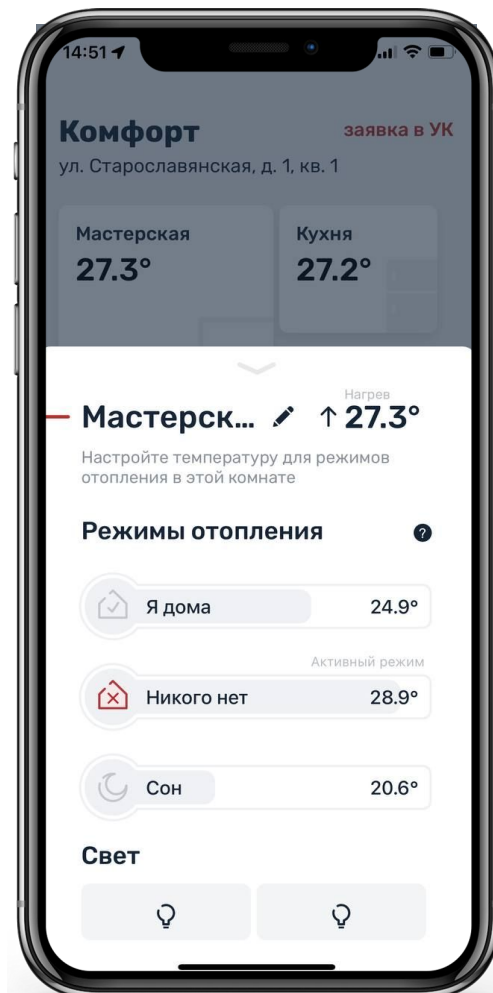 14:51
Комфорт
заявка в УК
ул. Старославянская, д. 1, кв. 1
Мастерская
27.3°
Кухня
27.2°
Нагрев
Мастерск... ↑ 27.3°
Настройте температуру для режимов
отопления в этой комнате
Режимы отопления ?
Я дома 24.9°
Активный режим
Никого нет 28.9°
Сон 20.6°
Свет